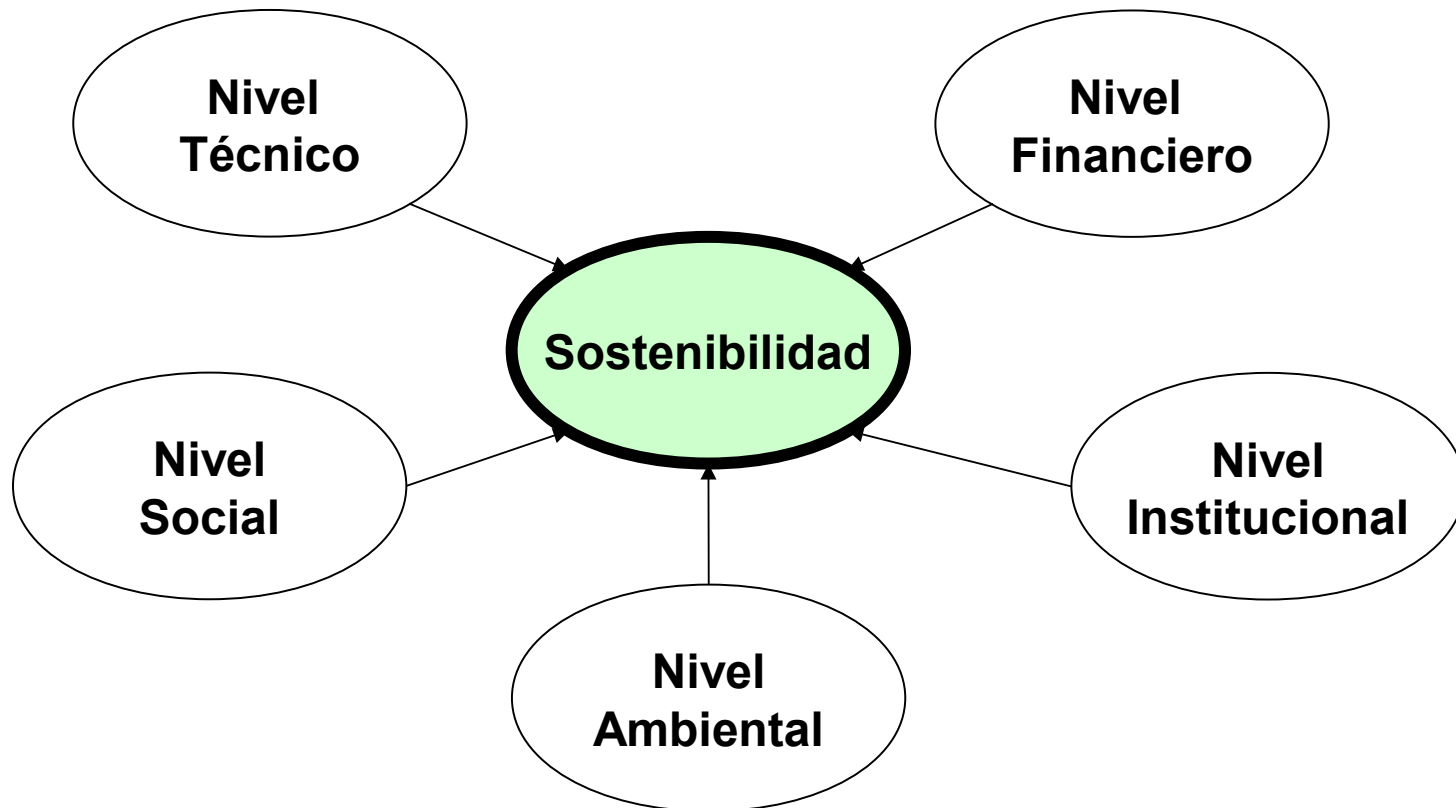 Nivel
Técnico
Nivel
Financiero
Sostenibilidad
Nivel
Social
Nivel
Institucional
Nivel
Ambiental